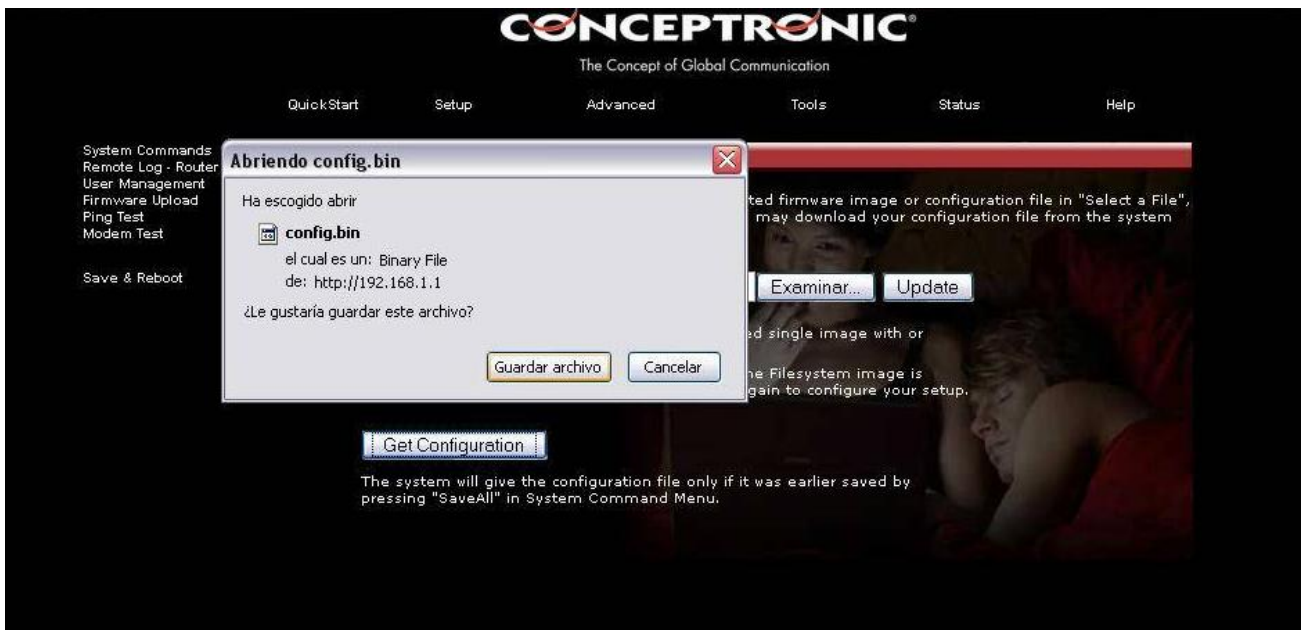 CONCEPTRONIC®
The Concept of Global Communication
QuickStart Setup Advanced Tools Status Help
System Commands
Remote Log - Router
User Management
Firmware Upload
Ping Test
Modem Test
Save & Reboot
Abriendo config.bin
Ha escogido abrir
config.bin
el cual es un: Binary File
de: http://192.168.1.1
¿Le gustaría guardar este archivo?
Guardar archivo Cancelar
ted firmware image or configuration file in "Select a File",
may download your configuration file from the system
Examinar... Update
ed single image with or
he Filesystem image is
gain to configure your setup.
Get Configuration
The system will give the configuration file only if it was earlier saved by
pressing "SaveAll" in System Command Menu.